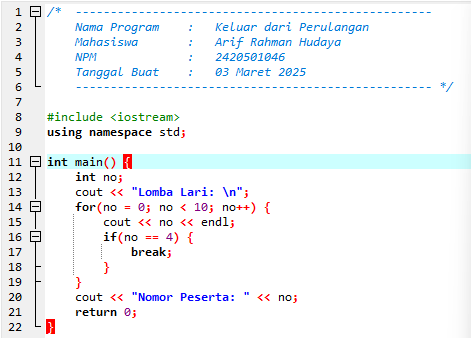 1 /* ---------------------------------------------------
2 Nama Program : Keluar dari Perulangan
3 Mahasiswa : Arif Rahman Hudaya
4 NPM : 2420501046
5 Tanggal Buat : 03 Maret 2025
6 --------------------------------------------------- */
7
8 #include <iostream>
9 using namespace std;
10
11 int main() {
12 int no;
13 cout << "Lomba Lari: \n";
14 for(no = 0; no < 10; no++) {
15 cout << no << endl;
16 if(no == 4) {
17 break;
18 }
19 }
20 cout << "Nomor Peserta: " << no;
21 return 0;
22 }